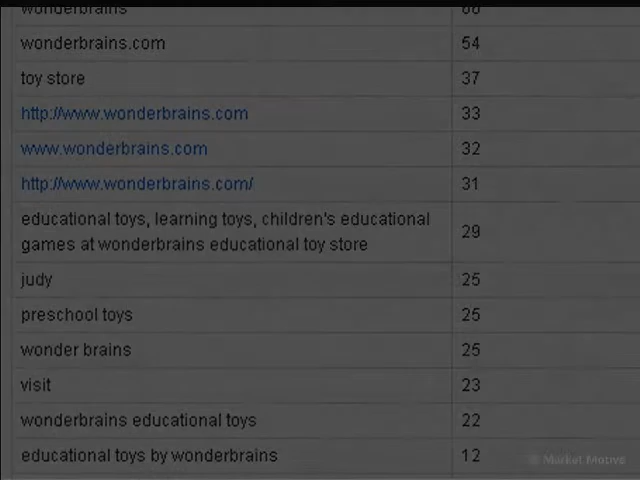 wonderbrains
wonderbrains.com 54
toy store 37
http://www.wonderbrains.com 33
www.wonderbrains.com 32
http://www.wonderbrains.com/ 31
educational toys, learning toys, children's educational
games at wonderbrains educational toy store 29
judy 25
preschool toys 25
wonder brains 25
visit 23
wonderbrains educational toys 22
educational toys by wonderbrains 12
Market Motive